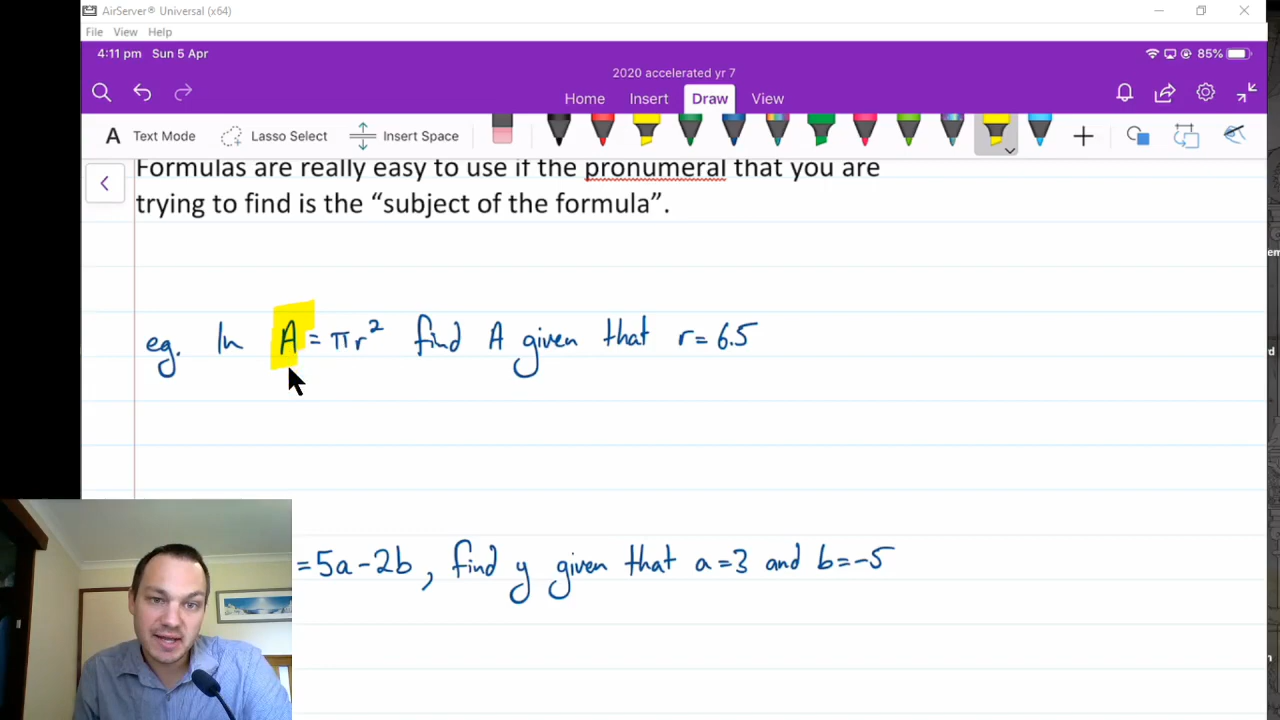 AirServer® Universal (x64)
File View Help
4:11 pm Sun 5 Apr
85%
2020 accelerated yr 7
Home Insert Draw View
A Text Mode Lasso Select Insert Space
Formulas are really easy to use if the pronumeral that you are
trying to find is the “subject of the formula”.
eg. In A = πr² find A given that r = 6.5
= 5a - 2b, find y given that a = 3 and b = -5